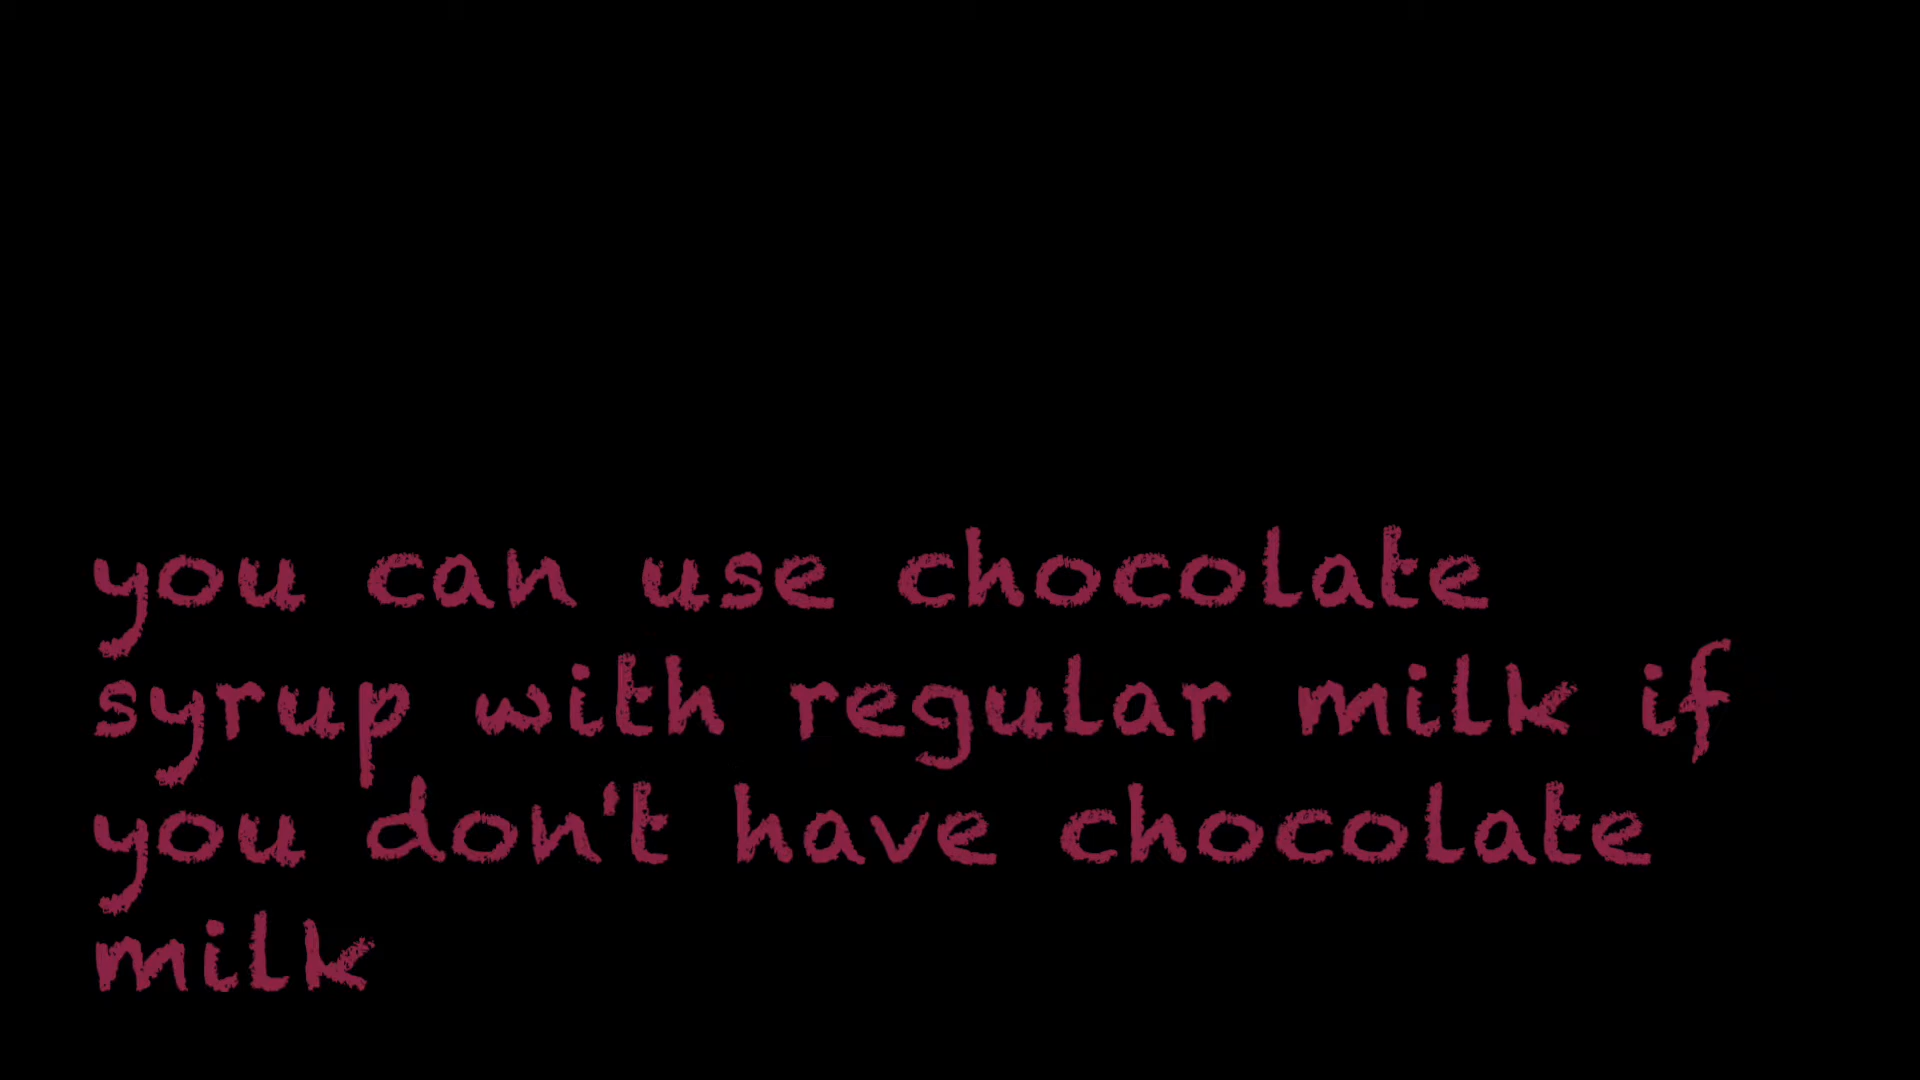 you can use chocolate
syrup with regular milk if
you don't have chocolate
milk